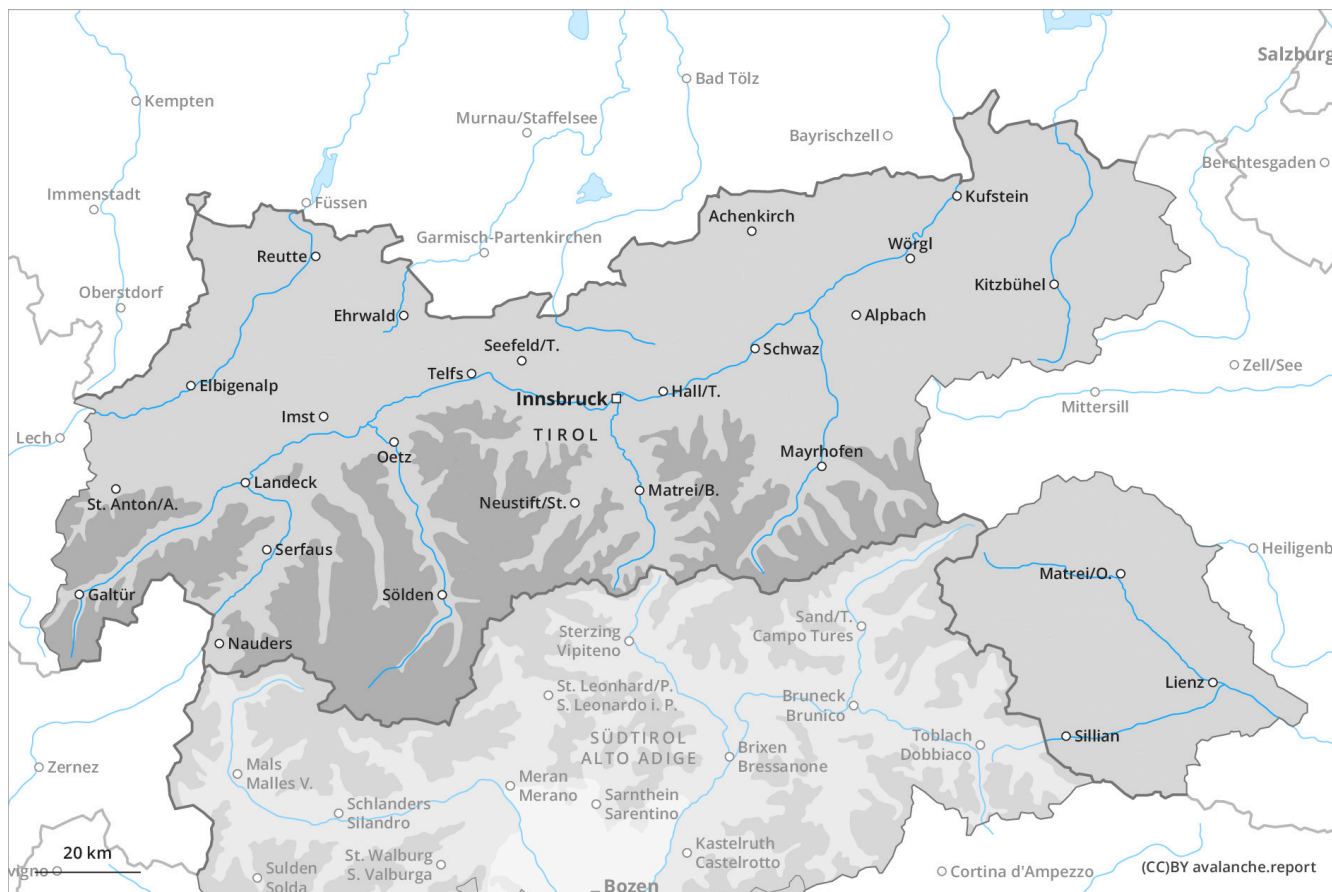 Salzburg
Kempten
Bad Tölz
Murnau/Staffelsee
Bayrischzell
Berchtesgaden
Immenstadt
Füssen
Kufstein
Achenkirch
Garmisch-Partenkirchen
Wörgl
Reutte
Kitzbühel
Oberstdorf
Ehrwald
Alpbach
Seefeld/T.
Schwaz
Zell/See
Telfs
Elbigenalp
Innsbruck
Hall/T.
Mittersill
Imst
TIROL
Lech
Oetz
Mayrhofen
Landeck
Matrei/B.
St. Anton/A.
Neustift/St.
Serfaus
Heiligenb
Matrei/O.
Galtür
Sölden
Sand/T.
Campo Tures
Sterzing
Vipiteno
Nauders
Lienz
St. Leonhard/P.
S. Leonardo i. P.
Bruneck
Brunico
SÜDTIROL
ALTO ADIGE
Toblach
Dobbiaco
Sillian
Brixen
Bressanone
Zernez
Mals
Malles V.
Meran
Merano
Sarnthein
Sarentino
Schlanders
Silandro
Kastelruth
Castelrotto
20 km
St. Walburg
S. Valburga
vigno
Sulden
Solda
Cortina d'Ampezzo
(CC)BY avalanche.report
Bozen